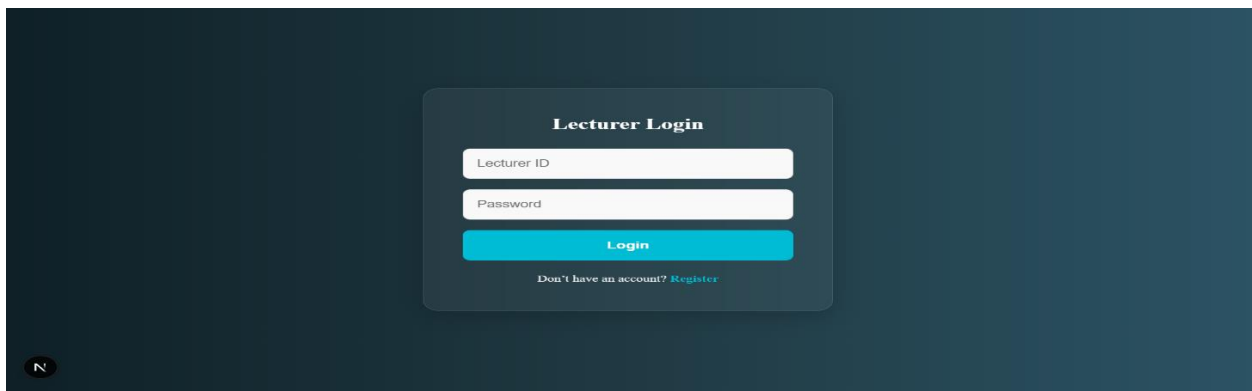 Lecturer Login
Lecturer ID
Password
Login
Don't have an account? Register
N